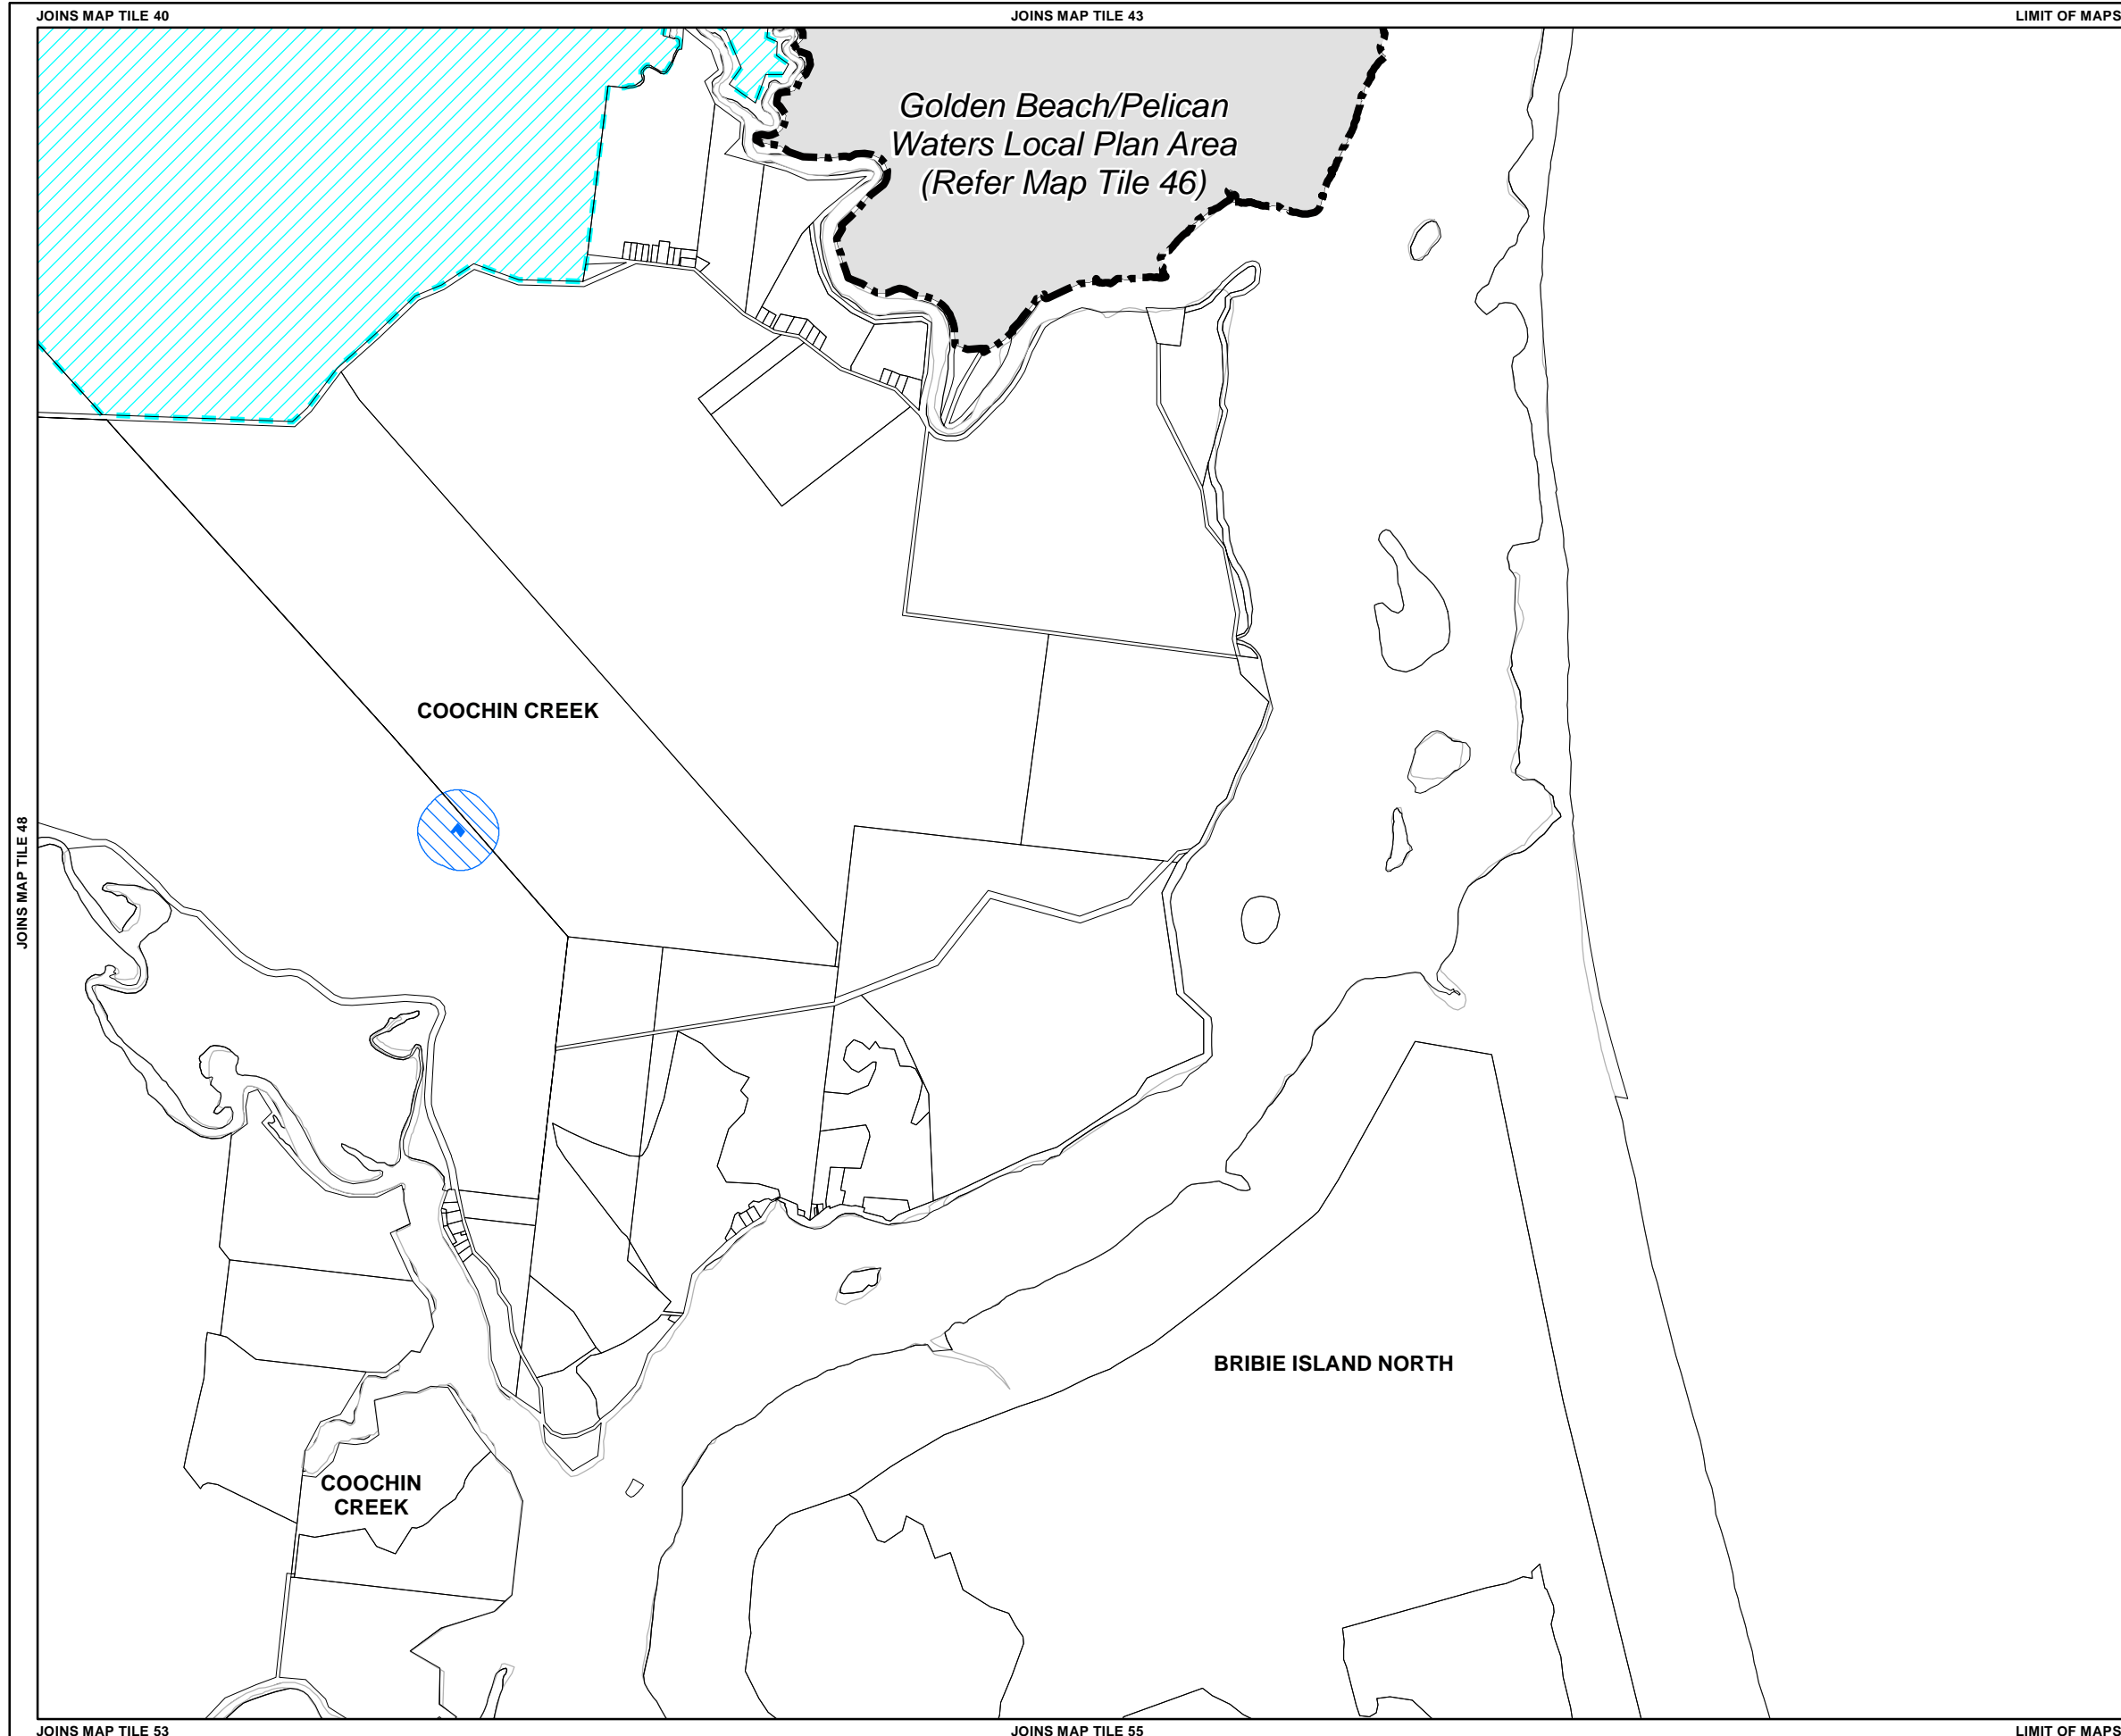 JOINS MAP TILE 40
JOINS MAP TILE 43
LIMIT OF MAPS
Golden Beach/Pelican
Waters Local Plan Area
(Refer Map Tile 46)
COOCHIN CREEK
JOINS MAP TILE 48
BRIBIE ISLAND NORTH
COOCHIN
CREEK
JOINS MAP TILE 53
JOINS MAP TILE 55
LIMIT OF MAPS